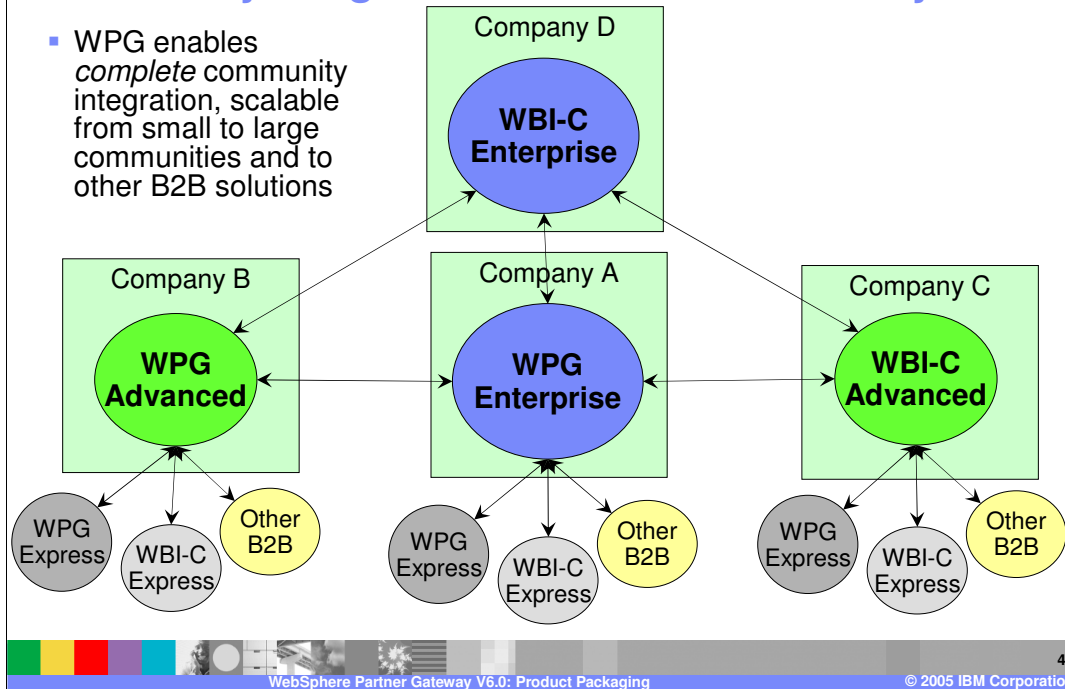 WPG enables
complete community
integration, scalable
from small to large
communities and to
other B2B solutions
Company D
WBI-C
Enterprise
Company B
WPG
Advanced
Company A
WPG
Enterprise
Company C
WBI-C
Advanced
WPG
Express
WBI-C
Express
Other
B2B
WPG
Express
WBI-C
Express
Other
B2B
WPG
Express
WBI-C
Express
Other
B2B
4
WebSphere Partner Gateway V6.0: Product Packaging
© 2005 IBM Corporatio